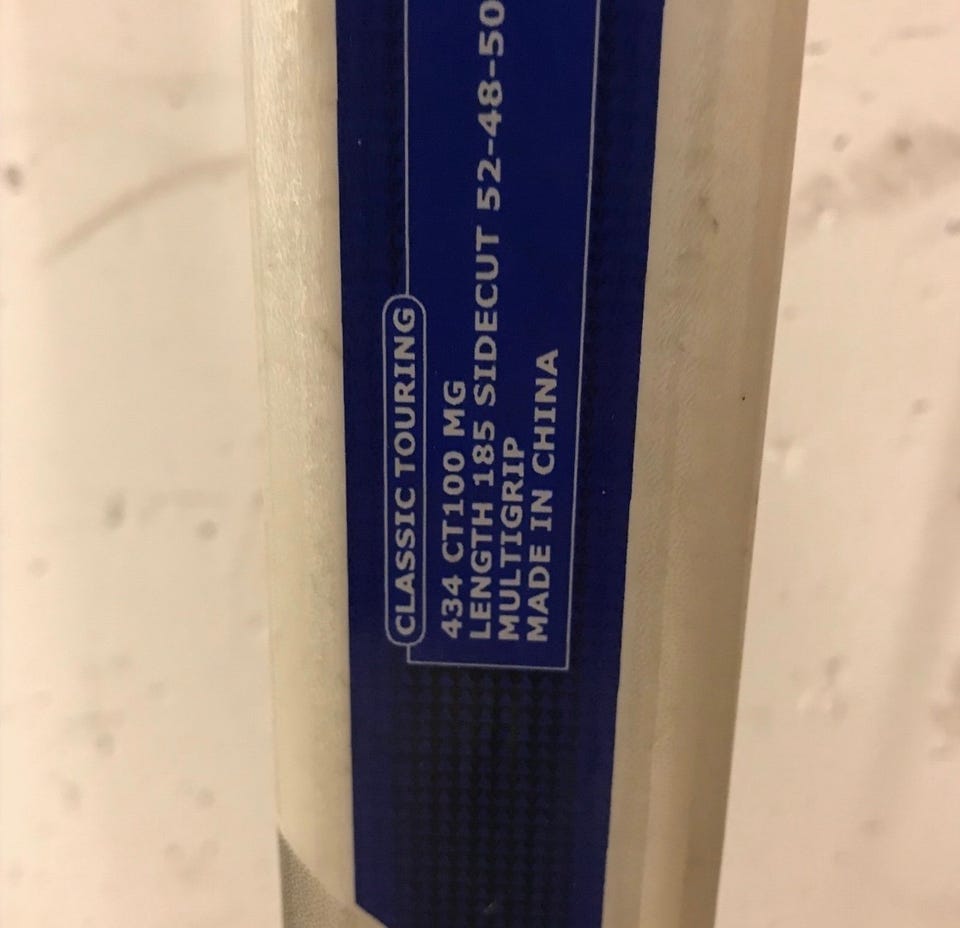 CLASSIC TOURING
434 CT100 MG
LENGTH 185 SIDECUT 52-48-50
MULTIGRIP
MADE IN CHINA